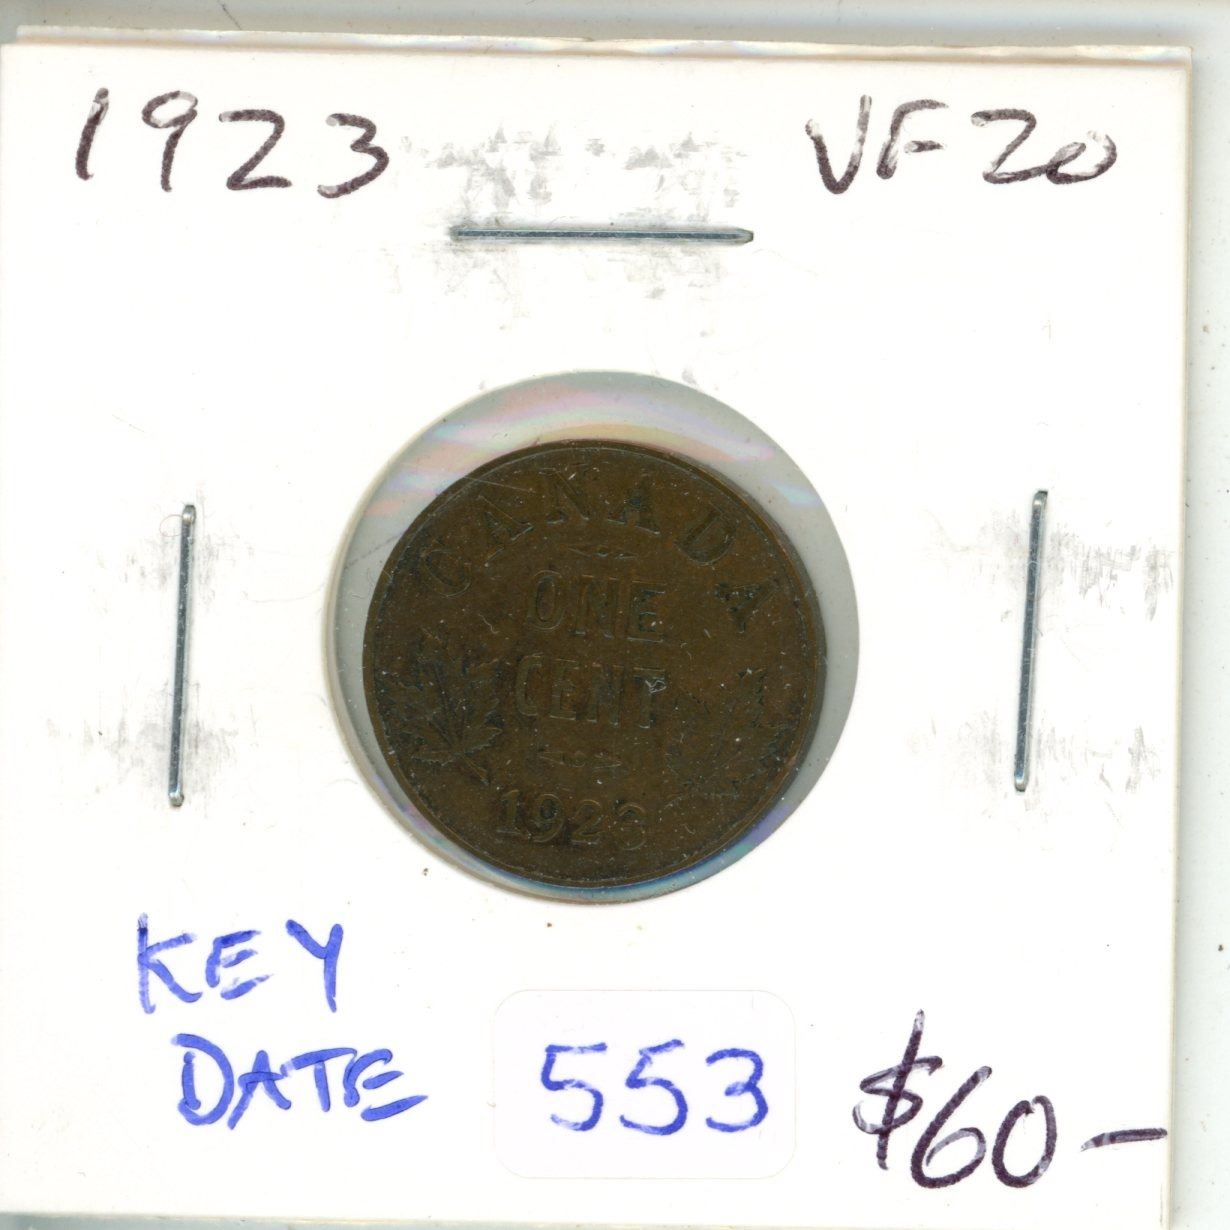 1923 VF20
CANADA
ONE
CENT
1923
KEY
DATE
553
$60-